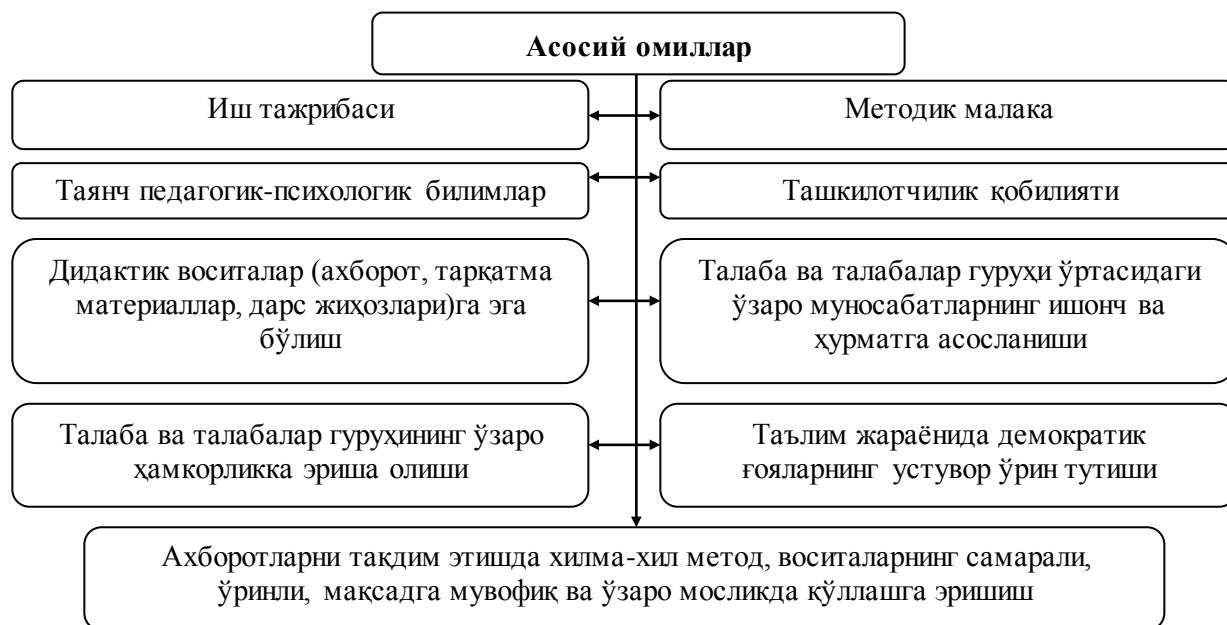 Асосий омиллар
Иш тажрибаси
Методик малака
Таянч педагогик-психологик билимлар
Ташкилотчилик қобилияти
Дидактик воситалар (ахборот, тарқатма
материаллар, дарс жиҳозлари)га эга
бўлиш
Талаба ва талабалар гуруҳи ўртасидаги
ўзаро муносабатларнинг ишонч ва
ҳурматга асосланиши
Талаба ва талабалар гуруҳининг ўзаро
ҳамкорликка эриша олиши
Таълим жараёнида демократик
ғояларнинг устувор ўрин тутиши
Ахборотларни тақдим этишда хилма-хил метод, воситаларнинг самарали,
ўринли, мақсадга мувофиқ ва ўзаро мосликда қўллашга эришиш